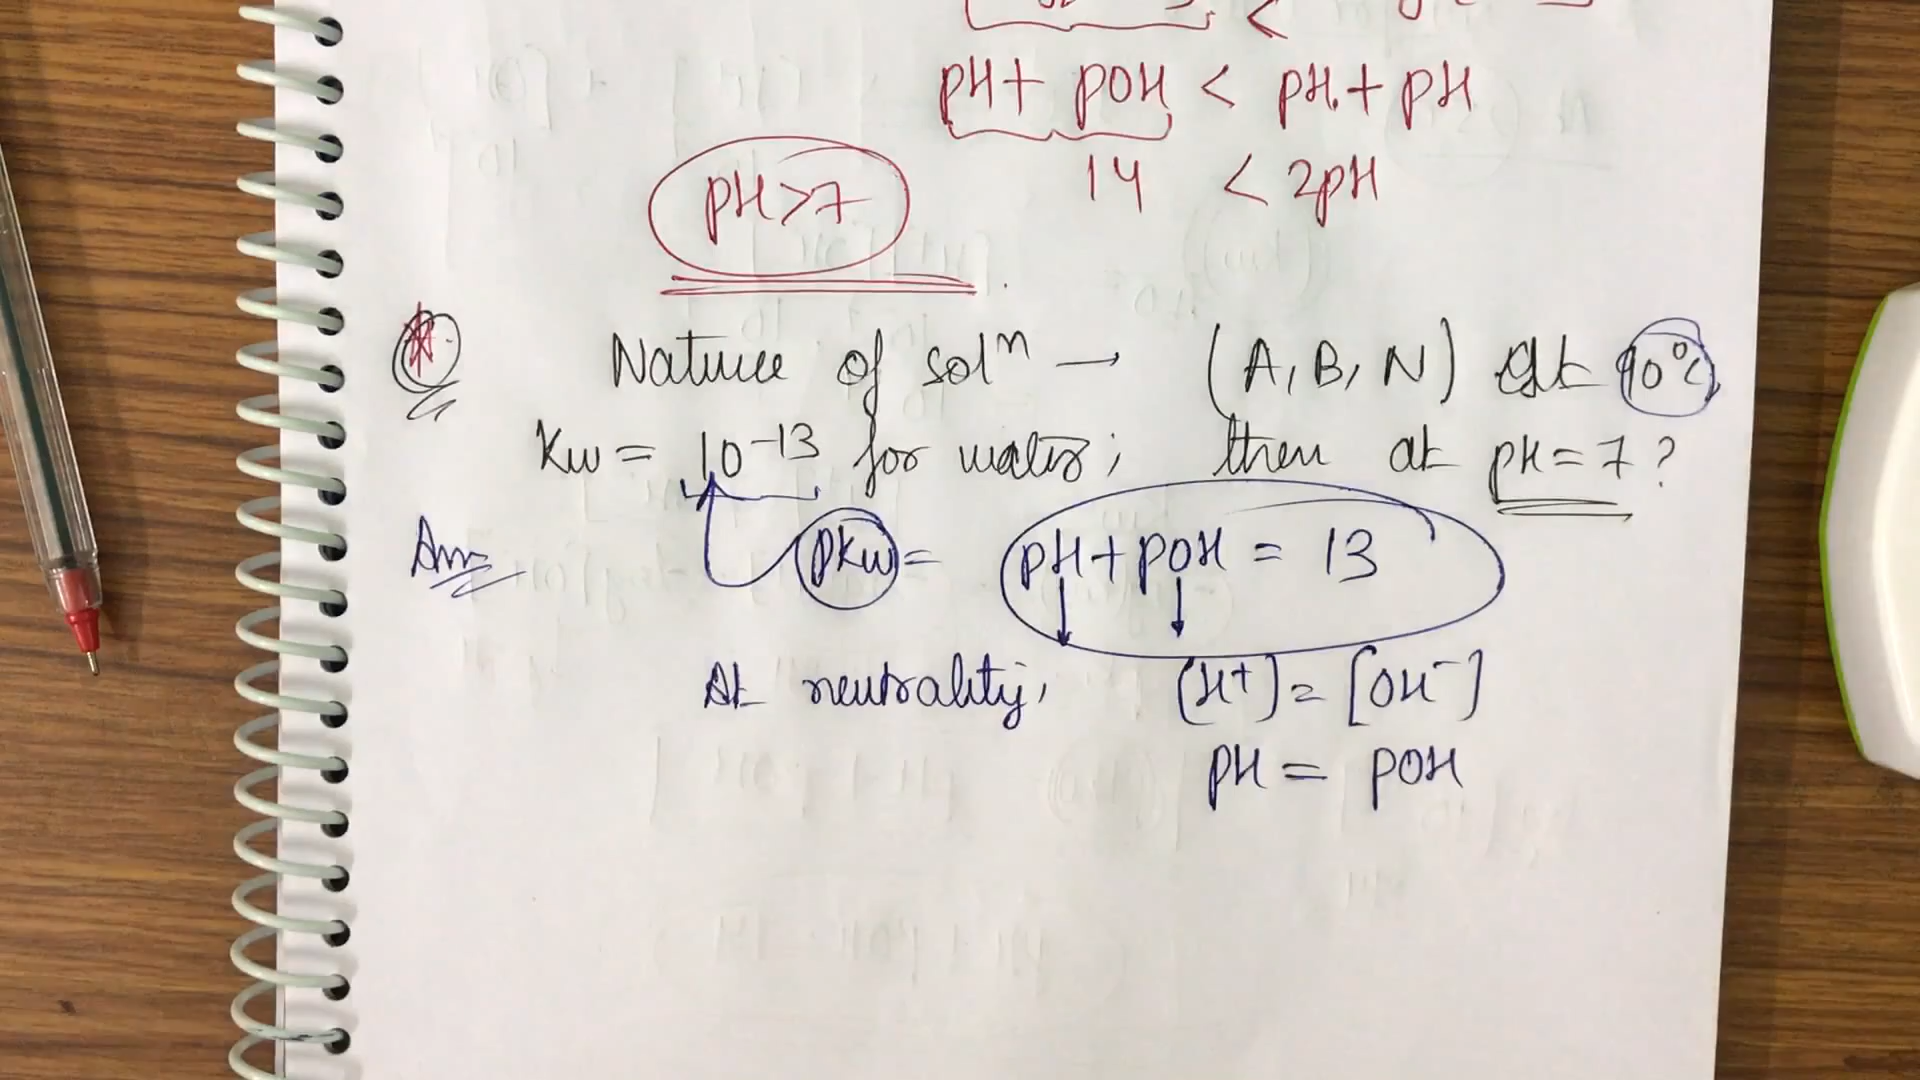 <
pH + pOH < pH + pH
14 < 2pH
pH > 7
Nature of solⁿ → (A, B, N) at 90°C,
Kw = 10⁻¹³ for water; then at pH = 7?
Ans
pKw = pH + pOH = 13
At neutrality, [H⁺] = [OH⁻]
pH = pOH